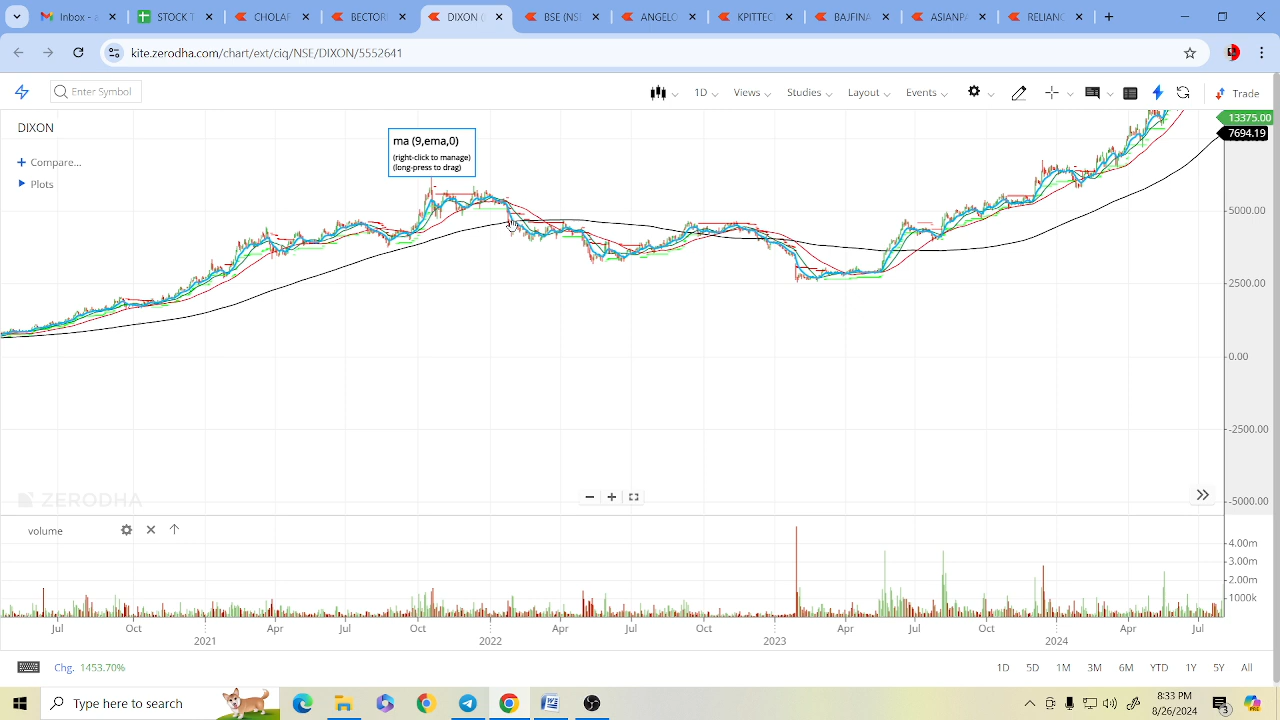 Inbox - (
STOCK T
CHOLAF
BECTORI
DIXON (
BSE (NSE
ANGELO
KPITTEC
BAFINA
ASIANPA
RELIANC
kite.zerodha.com/chart/ext/ciq/NSE/DIXON/5552641
Enter Symbol
1D
Views
Studies
Layout
Events
Trade
DIXON
Compare...
Plots
ma (9,ema,0)
(right-click to manage)
(long-press to drag)
13375.00
7694.19
5000.00
2500.00
0.00
-2500.00
-5000.00
ZERODHA
volume
4.00m
3.00m
2.00m
1000k
Jul Oct Apr Jul Oct Apr Jul Oct Apr Jul Oct Apr Jul
2021 2022 2023 2024
Chg. 1453.70%
1D 5D 1M 3M 6M YTD 1Y 5Y All
Type here to search
8:33 PM
8/26/2024
3